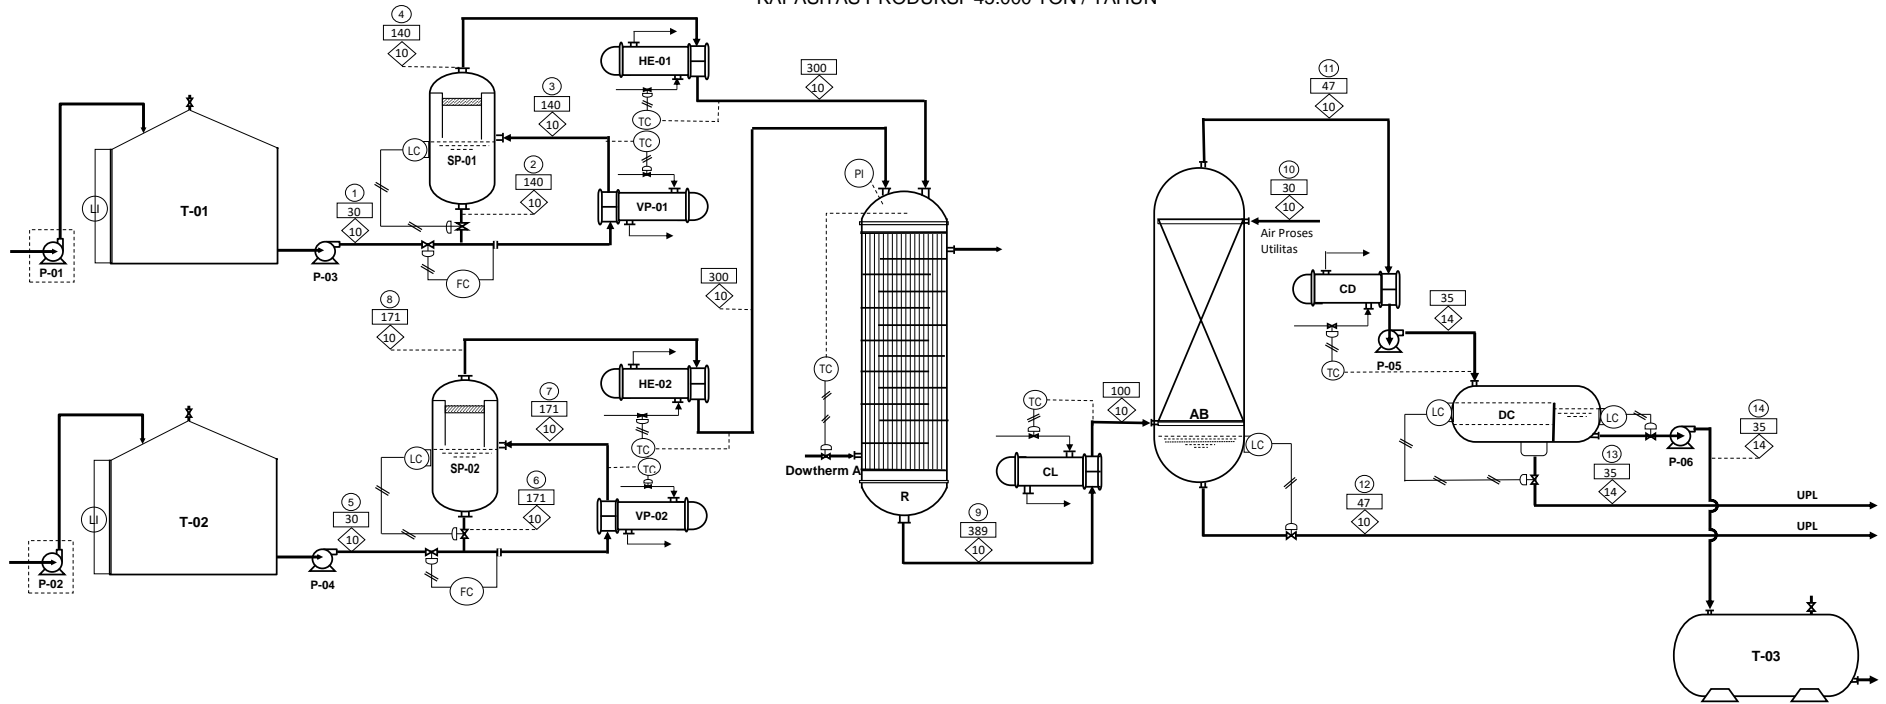 KAPASITAS PRODUKSI 45.000 TON / TAHUN
4
140
10
HE-01
TC
3
140
10
TC
LC
SP-01
2
140
10
VP-01
1
30
10
LI
T-01
P-01
P-03
FC
300
10
11
47
10
PI
10
30
10
Air Proses
Utilitas
CD
TC
P-05
35
14
300
10
8
171
10
HE-02
TC
7
171
10
TC
LC
SP-02
6
171
10
VP-02
5
30
10
LI
T-02
P-02
P-04
FC
TC
Dowtherm A
R
9
389
10
TC
CL
100
10
AB
LC
12
47
10
LC
DC
LC
13
35
14
P-06
14
35
14
UPL
UPL
T-03